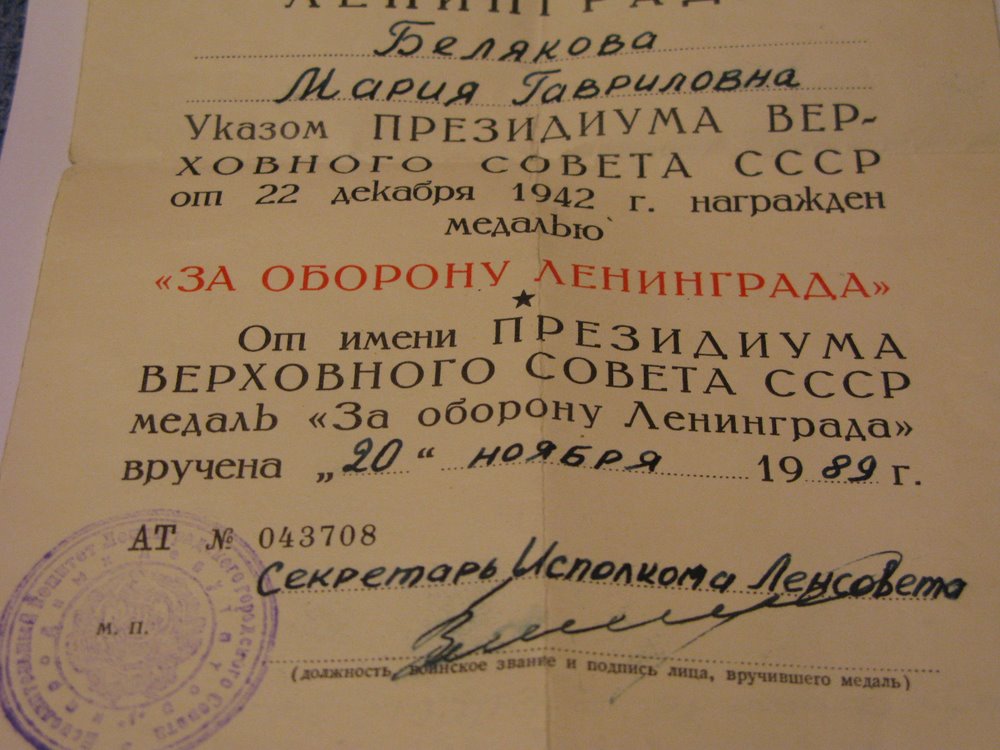 ЛЕНИНГРАД
Белякова
Мария Гавриловна
Указом ПРЕЗИДИУМА ВЕР-
ХОВНОГО СОВЕТА СССР
от 22 декабря 1942 г. награжден
медалью
«ЗА ОБОРОНУ ЛЕНИНГРАДА»
От имени ПРЕЗИДИУМА
ВЕРХОВНОГО СОВЕТА СССР
медаль «За оборону Ленинграда»
вручена „20“ ноября 1989 г.
АТ № 043708
Секретарь Исполкома Ленсовета
м. п.
(должность, воинское звание и подпись лица, вручившего медаль)